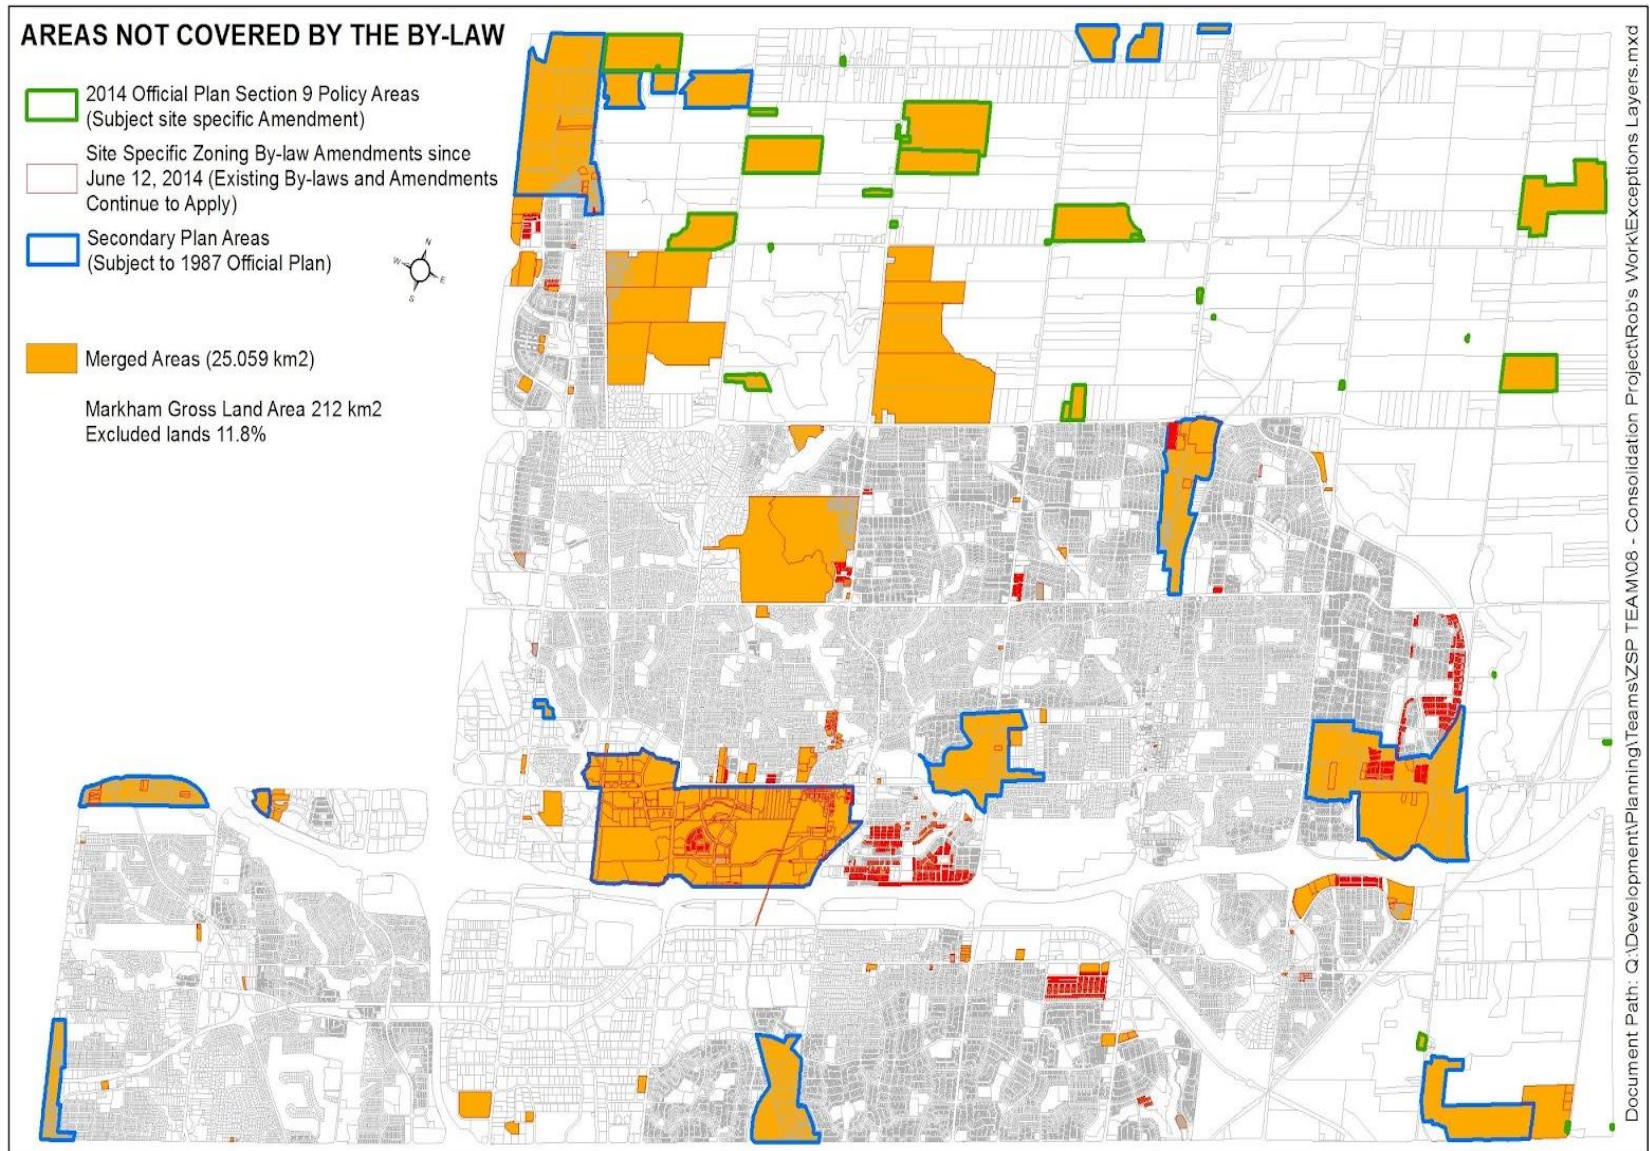 AREAS NOT COVERED BY THE BY-LAW
2014 Official Plan Section 9 Policy Areas
(Subject site specific Amendment)
Site Specific Zoning By-law Amendments since
June 12, 2014 (Existing By-laws and Amendments
Continue to Apply)
Secondary Plan Areas
(Subject to 1987 Official Plan)
N
W
E
S
Merged Areas (25.059 km2)
Markham Gross Land Area 212 km2
Excluded lands 11.8%
Document Path: Q:\Development\Planning\Teams\ZSP TEAM\08 - Consolidation Project\Rob's Work\Exceptions Layers.mxd